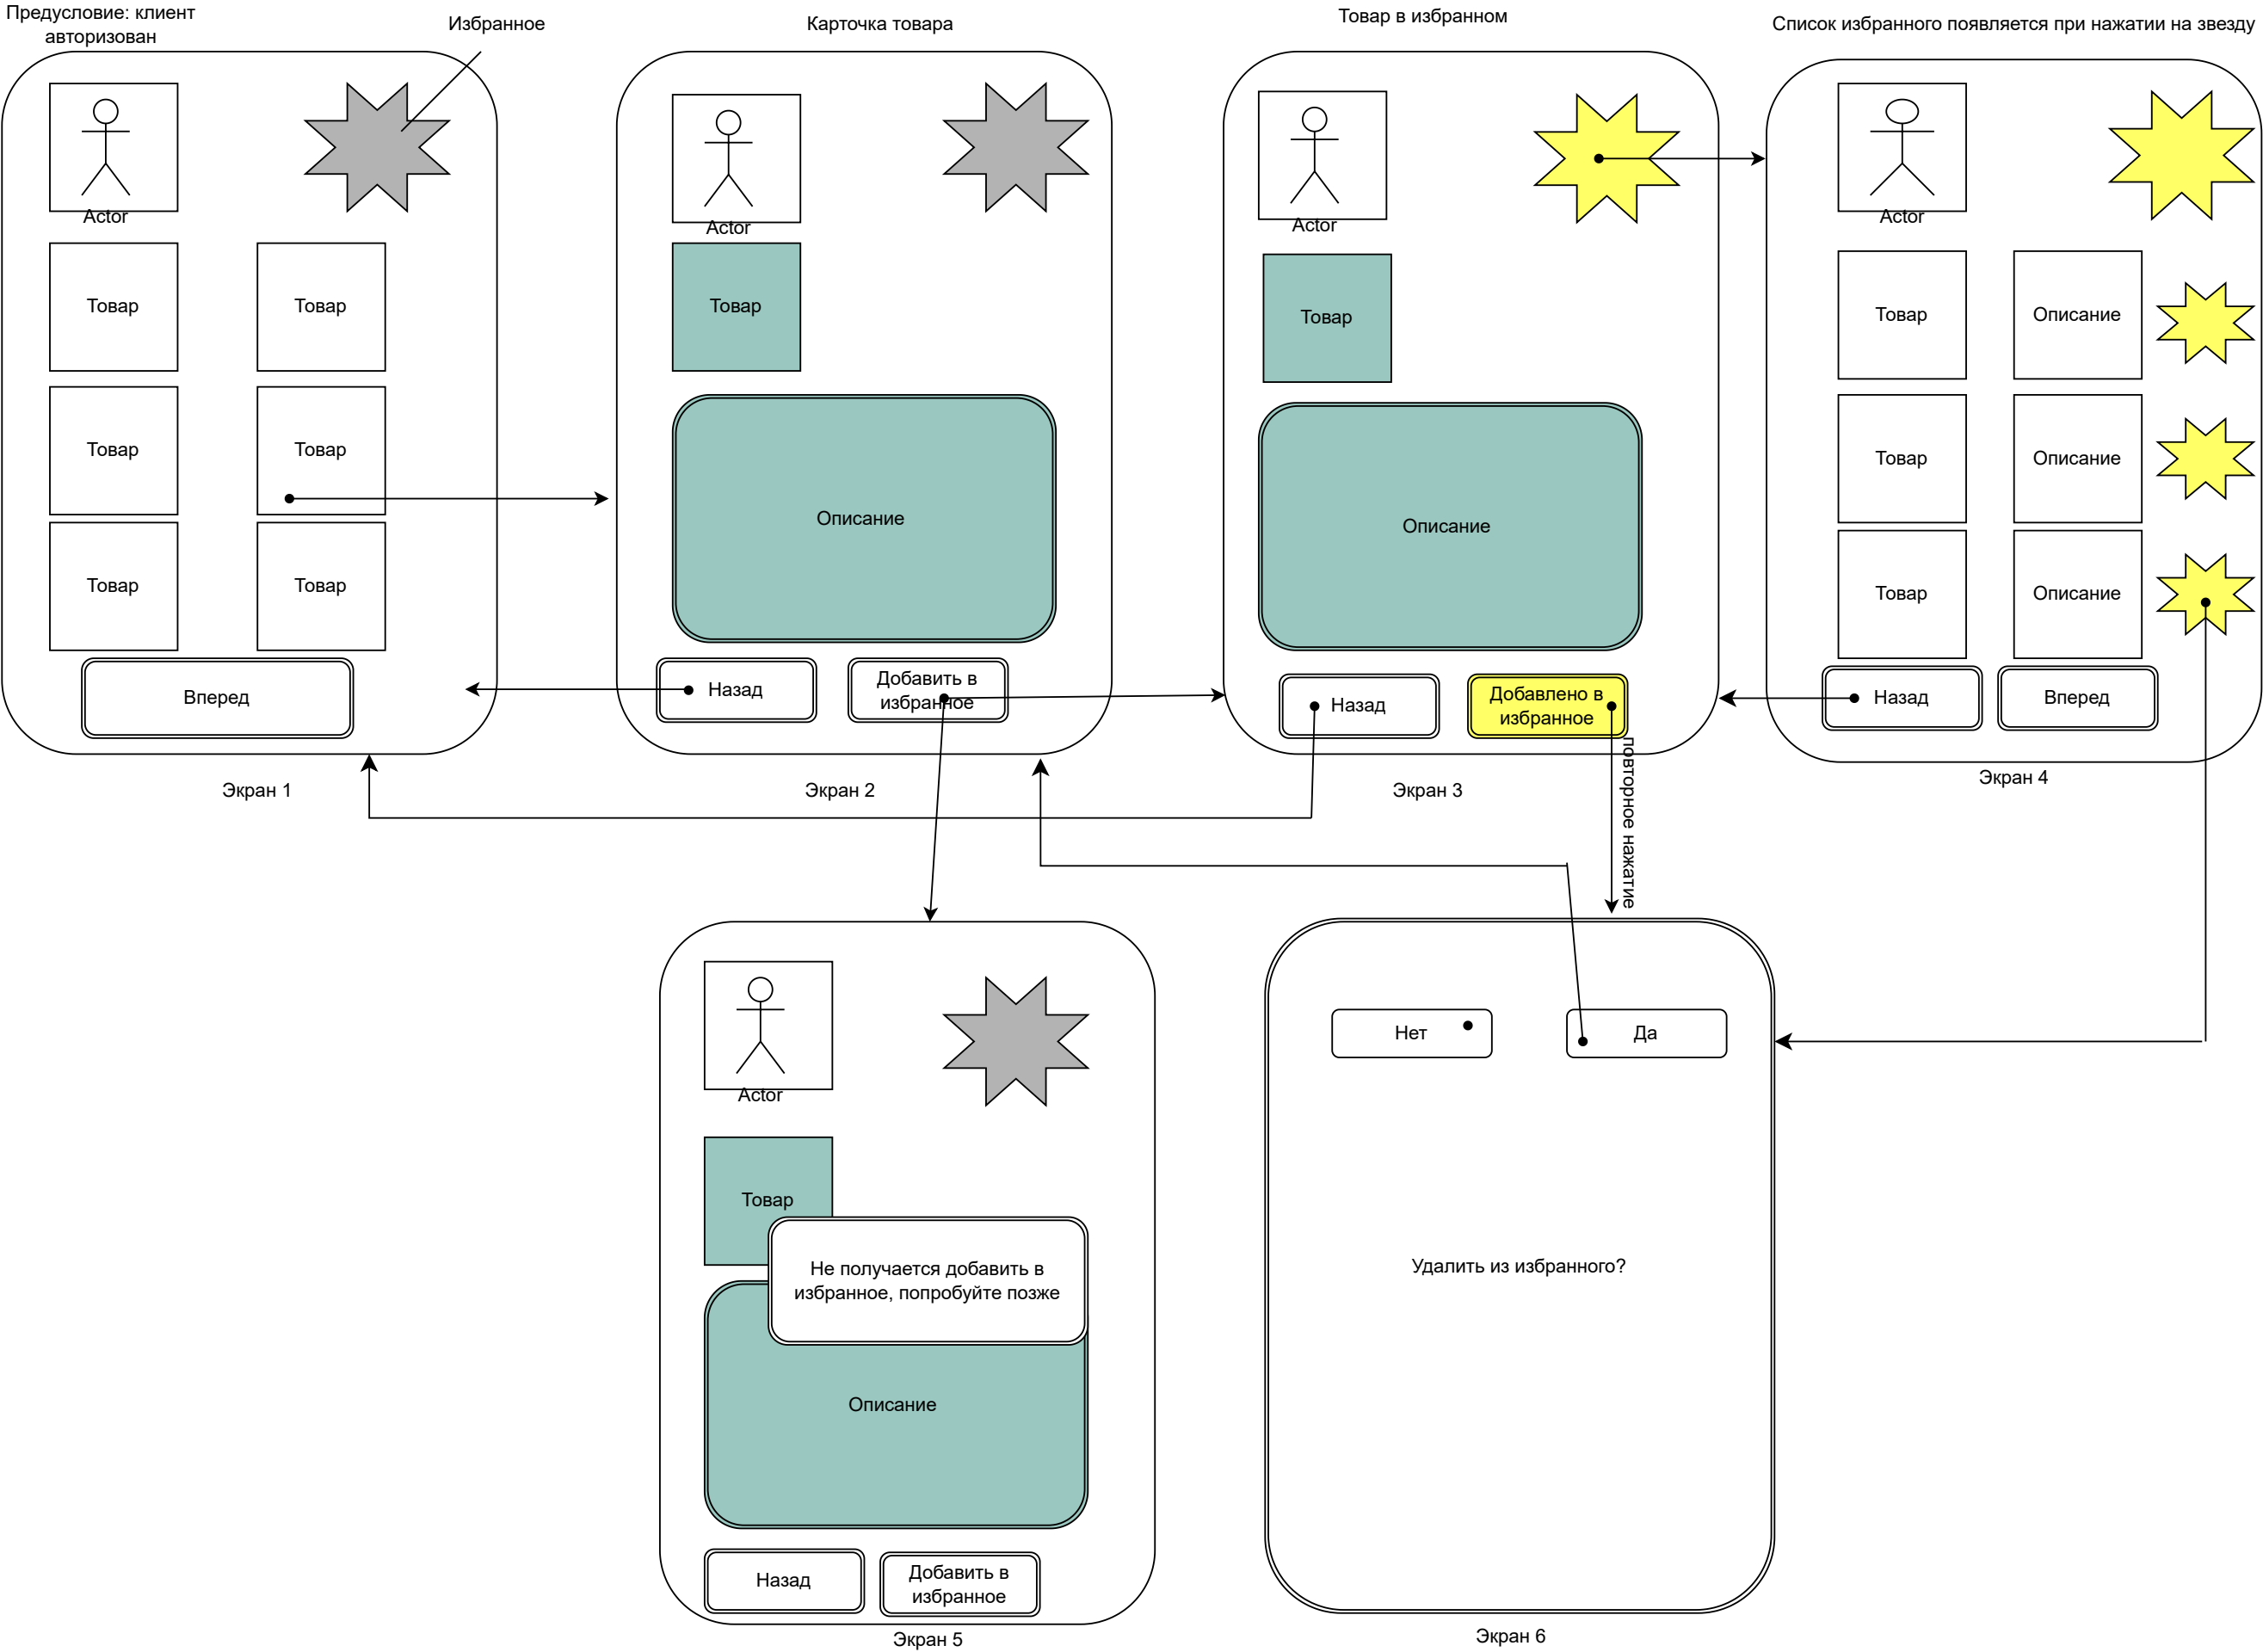 Предусловие: клиент
авторизован
Избранное
Карточка товара
Товар в избранном
Список избранного появляется при нажатии на звезду
Actor
Товар
Товар
Товар
Товар
Товар
Товар
Вперед
Экран 1
Actor
Товар
Описание
Назад
Добавить в
избранное
Экран 2
Actor
Товар
Описание
Назад
Добавлено в
избранное
повторное нажатие
Экран 3
Actor
Товар
Описание
Товар
Описание
Товар
Описание
Назад
Вперед
Экран 4
Actor
Товар
Не получается добавить в
избранное, попробуйте позже
Описание
Назад
Добавить в
избранное
Экран 5
Нет
Да
Удалить из избранного?
Экран 6